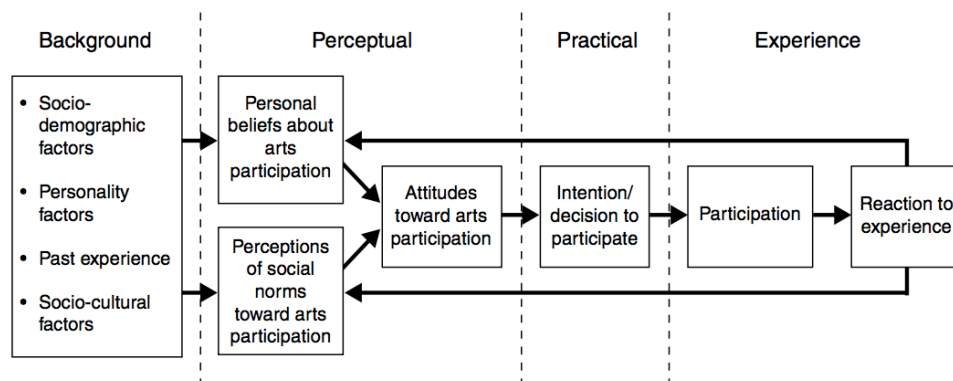 Background
Perceptual
Practical
Experience
• Socio-
demographic
factors
• Personality
factors
• Past experience
• Socio-cultural
factors
Personal
beliefs about
arts
participation
Perceptions
of social
norms
toward arts
participation
Attitudes
toward arts
participation
Intention/
decision to
participate
Participation
Reaction to
experience